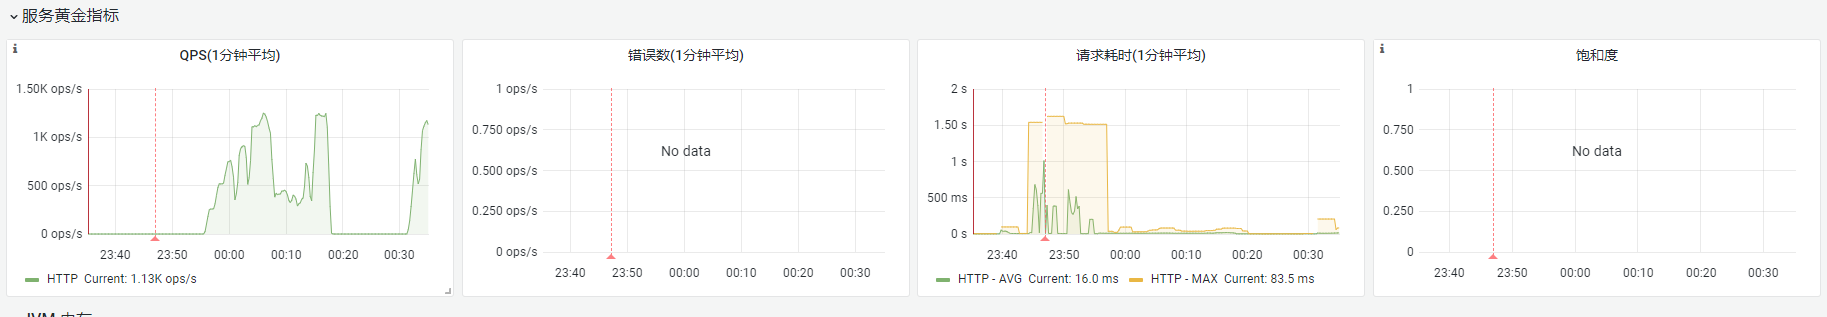 服务黄金指标
QPS(1分钟平均)
1.50K ops/s
1K ops/s
500 ops/s
0 ops/s
23:40 23:50 00:00 00:10 00:20 00:30
HTTP Current: 1.13K ops/s
错误数(1分钟平均)
1 ops/s
0.750 ops/s
0.500 ops/s
0.250 ops/s
0 ops/s
No data
23:40 23:50 00:00 00:10 00:20 00:30
请求耗时(1分钟平均)
2 s
1.50 s
1 s
500 ms
0 s
23:40 23:50 00:00 00:10 00:20 00:30
HTTP - AVG Current: 16.0 ms HTTP - MAX Current: 83.5 ms
饱和度
1
0.750
0.500
0.250
0
No data
23:40 23:50 00:00 00:10 00:20 00:30